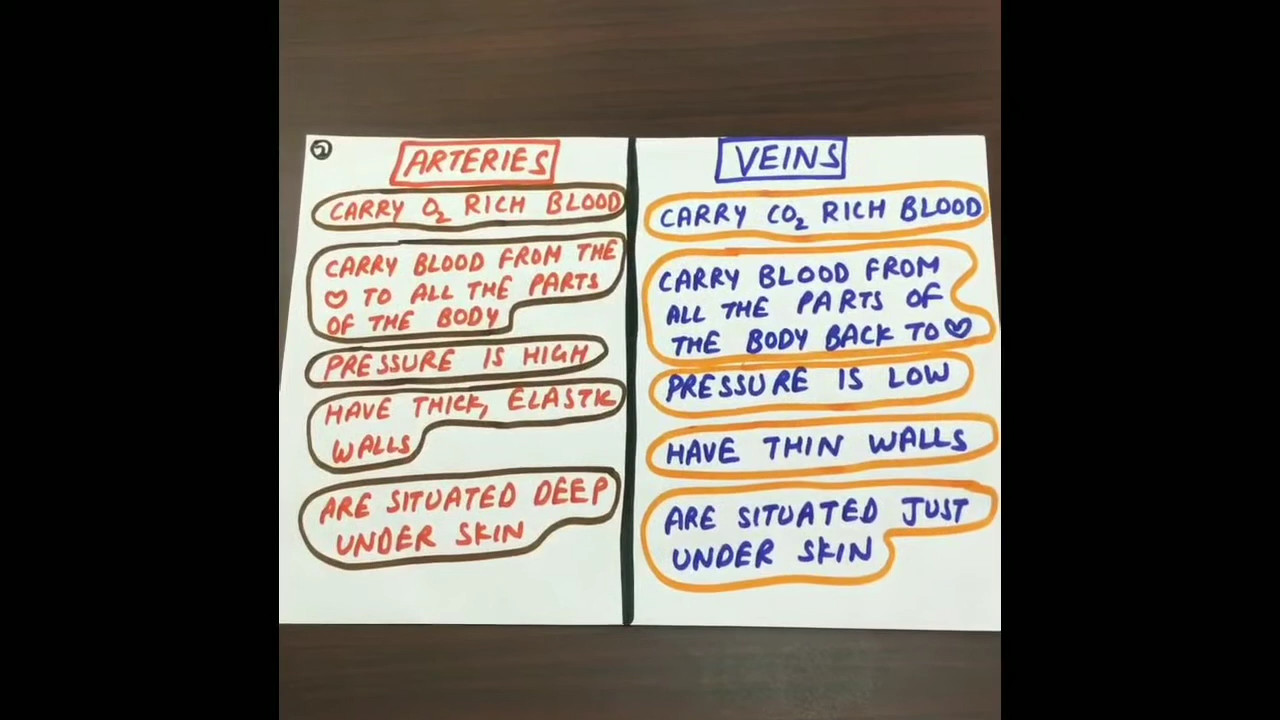 2
ARTERIES
CARRY O₂ RICH BLOOD
CARRY BLOOD FROM THE
♡ TO ALL THE PARTS
OF THE BODY
PRESSURE IS HIGH
HAVE THICK, ELASTIC
WALLS
ARE SITUATED DEEP
UNDER SKIN
VEINS
CARRY CO₂ RICH BLOOD
CARRY BLOOD FROM
ALL THE PARTS OF
THE BODY BACK TO ♡
PRESSURE IS LOW
HAVE THIN WALLS
ARE SITUATED JUST
UNDER SKIN